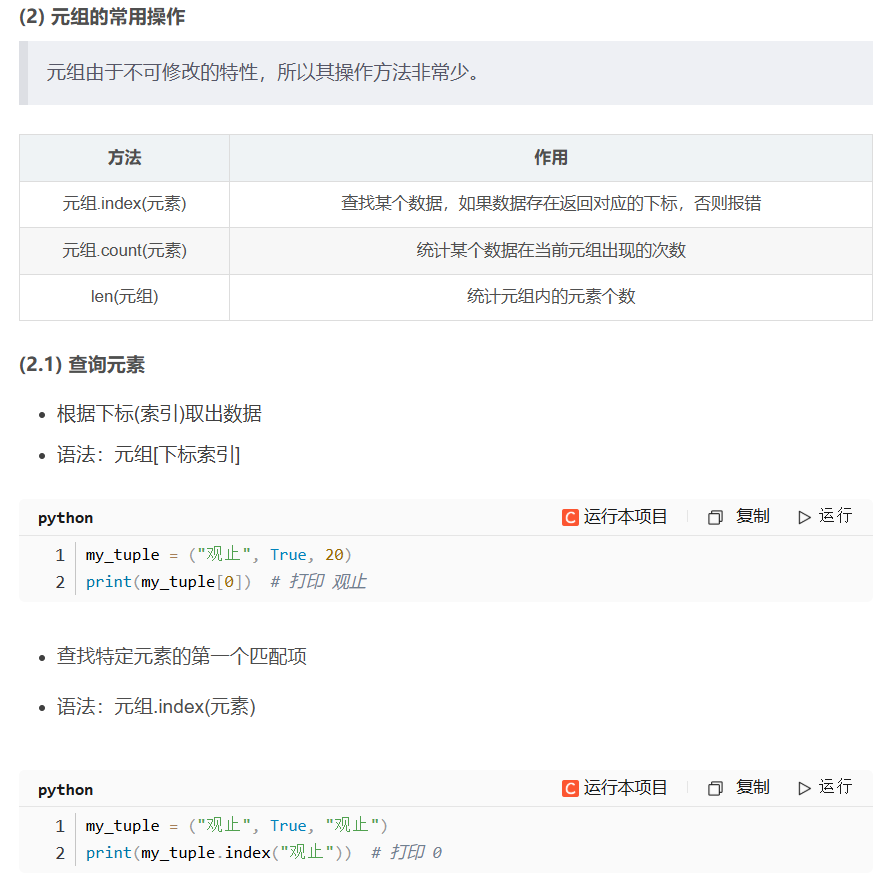 (2) 元组的常用操作
元组由于不可修改的特性，所以其操作方法非常少。
方法 作用
元组.index(元素) 查找某个数据，如果数据存在返回对应的下标，否则报错
元组.count(元素) 统计某个数据在当前元组出现的次数
len(元组) 统计元组内的元素个数
(2.1) 查询元素
• 根据下标(索引)取出数据
• 语法：元组[下标索引]
python C 运行本项目 复制 运行
1 my_tuple = ("观止", True, 20)
2 print(my_tuple[0])  # 打印 观止
• 查找特定元素的第一个匹配项
• 语法：元组.index(元素)
python C 运行本项目 复制 运行
1 my_tuple = ("观止", True, "观止")
2 print(my_tuple.index("观止"))  # 打印 0